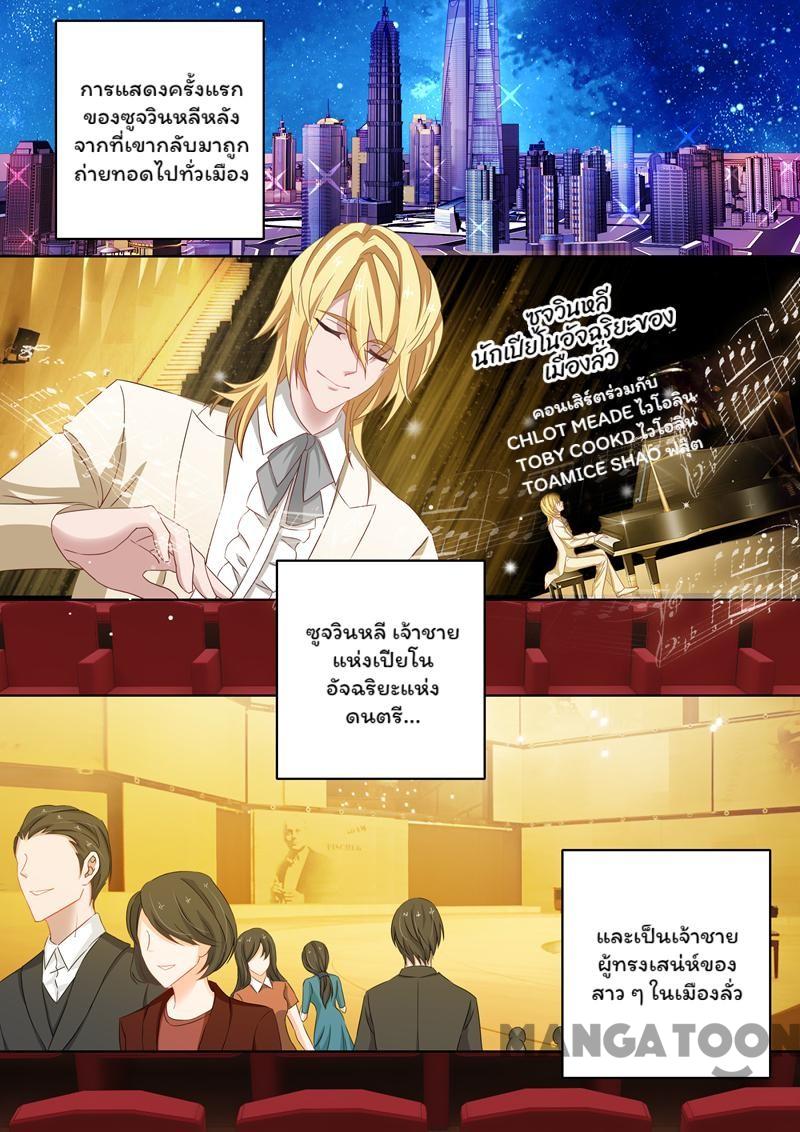 การแสดงครั้งแรก
ของซูจวินหลีหลัง
จากที่เขากลับมาถูก
ถ่ายทอดไปทั่วเมือง
ซูจวินหลี
นักเปียโนอัจฉริยะของ
เมืองลั่ว
คอนเสิร์ตร่วมกับ
CHLOT MEADE ไวโอลิน
TOBY COOKD ไวโอลิน
TOAMICE SHAO ฟลุ๊ต
ซูจวินหลี เจ้าชาย
แห่งเปียโน
อัจฉริยะแห่ง
ดนตรี...
ADAM
FISCHER
และเป็นเจ้าชาย
ผู้ทรงเสน่ห์ของ
สาว ๆ ในเมืองลั่ว
MANGATOON